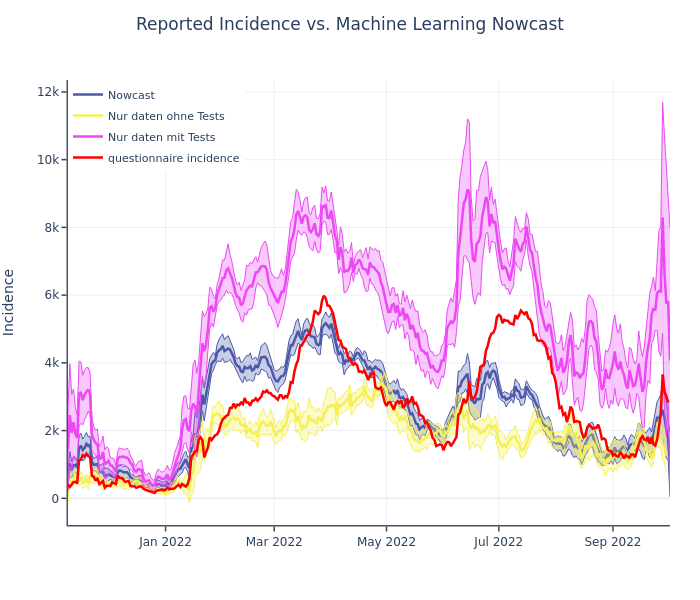 Reported Incidence vs. Machine Learning Nowcast
12k
10k
8k
6k
4k
2k
0
Incidence
Nowcast
Nur daten ohne Tests
Nur daten mit Tests
questionnaire incidence
Jan 2022
Mar 2022
May 2022
Jul 2022
Sep 2022